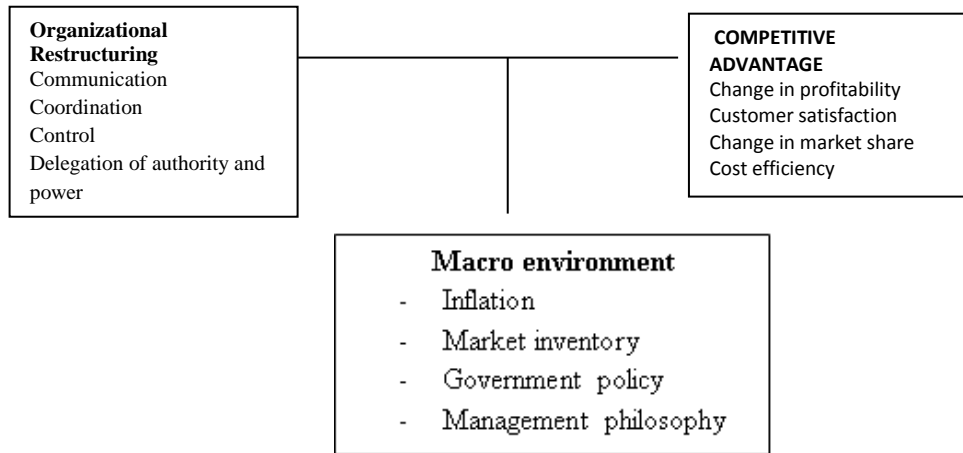 Organizational
Restructuring
Communication
Coordination
Control
Delegation of authority and
power
COMPETITIVE
ADVANTAGE
Change in profitability
Customer satisfaction
Change in market share
Cost efficiency
Macro environment
- Inflation
- Market inventory
- Government policy
- Management philosophy